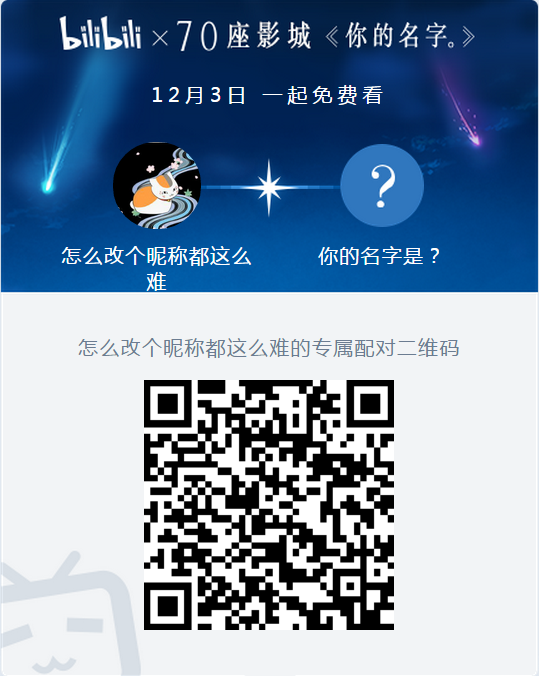 bilibili×70座影城《你的名字。》
12月3日 一起免费看
?
怎么改个昵称都这么
难
你的名字是？
怎么改个昵称都这么难的专属配对二维码